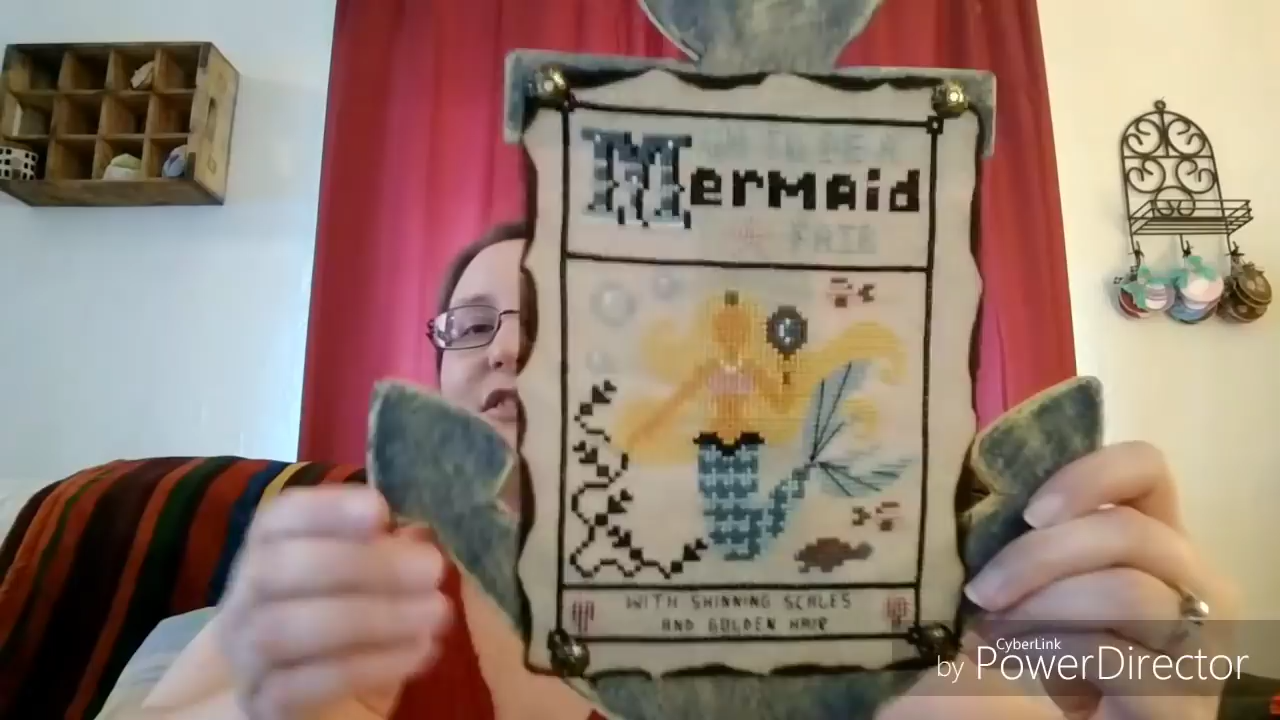 Mermaid
FAIR
WITH SHINNING SCALES
AND GOLDEN HAIR
CyberLink
by PowerDirector